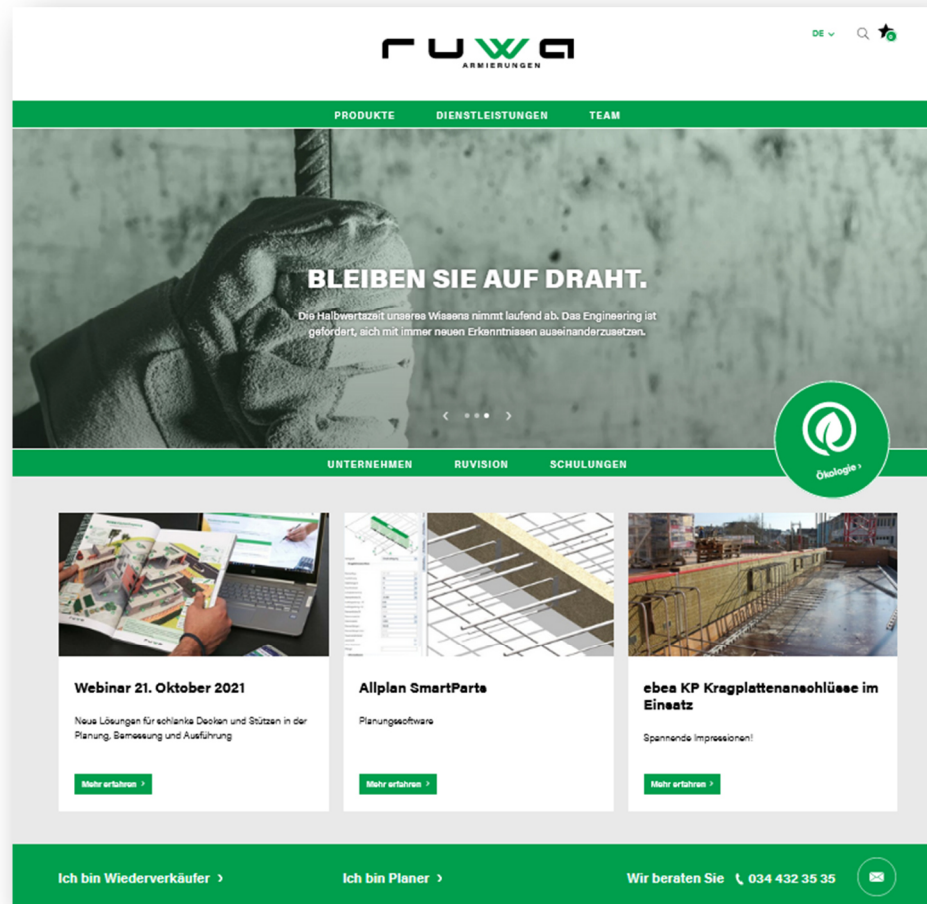 ruwa
ARMIERUNGEN
DE
0
PRODUKTE DIENSTLEISTUNGEN TEAM
BLEIBEN SIE AUF DRAHT.
Die Halbwertszeit unseres Wissens nimmt laufend ab. Das Engineering ist
gefordert, sich mit immer neuen Erkenntnissen auseinanderzusetzen.
Ökologie ›
UNTERNEHMEN RUVISION SCHULUNGEN
Webinar 21. Oktober 2021
Neue Lösungen für schlanke Decken und Stützen in der
Planung, Bemessung und Ausführung
Mehr erfahren ›
Allplan SmartParts
Planungssoftware
Mehr erfahren ›
ebea KP Kragplattenanschlüsse im
Einsatz
Spannende Impressionen!
Mehr erfahren ›
Ich bin Wiederverkäufer › Ich bin Planer › Wir beraten Sie 034 432 35 35